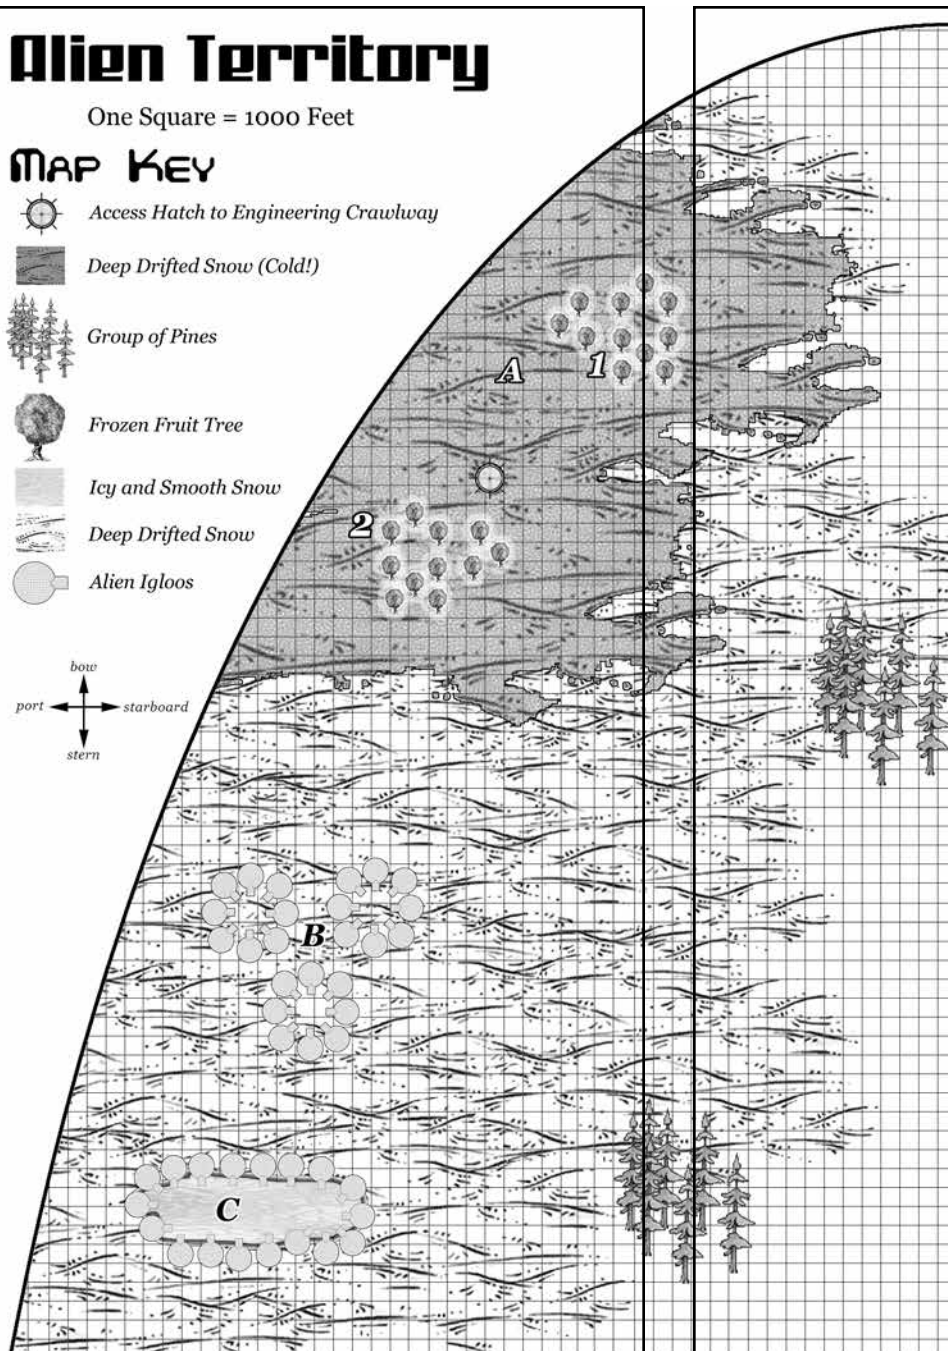 Alien Territory
One Square = 1000 Feet
Map Key
Access Hatch to Engineering Crawlway
Deep Drifted Snow (Cold!)
Group of Pines
Frozen Fruit Tree
Icy and Smooth Snow
Deep Drifted Snow
Alien Igloos
bow
port
starboard
stern
1
A
2
B
C